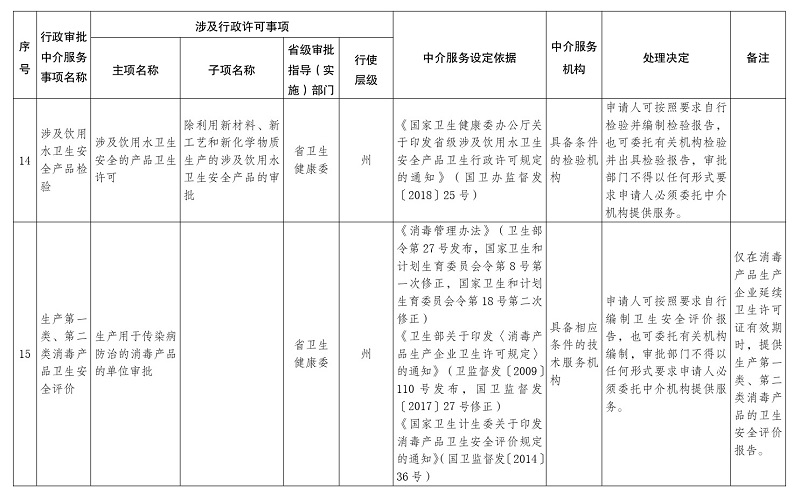 序号
行政审批
中介服务
事项名称
涉及行政许可事项
主项名称
子项名称
省级审批
指导（实
施）部门
行使
层级
中介服务设定依据
中介服务
机构
处理决定
备注
14
涉及饮用
水卫生安
全产品检
验
涉及饮用水卫生
安全的产品卫生
许可
除利用新材料、新
工艺和新化学物质
生产的涉及饮用水
卫生安全产品的审
批
省卫生
健康委
州
《国家卫生健康委办公厅关
于印发省级涉及饮用水卫生
安全产品卫生行政许可规定
的通知》（国卫办监督发
〔2018〕25 号）
具备条件
的检验机
构
申请人可按照要求自行
检验并编制检验报告，
也可委托有关机构检验
并出具检验报告，审批
部门不得以任何形式要
求申请人必须委托中介
机构提供服务。
15
生产第一
类、第二
类消毒产
品卫生安
全评价
生产用于传染病
防治的消毒产品
的单位审批
省卫生
健康委
州
《消毒管理办法》（卫生部
令第 27 号发布，国家卫生和
计划生育委员会令第 8 号第
一次修正，国家卫生和计划
生育委员会令第 18 号第二次
修正）
《卫生部关于印发〈消毒产
品生产企业卫生许可规定〉
的通知》（卫监督发〔2009〕
110 号发布，国卫监督发
〔2017〕27 号修正）
《国家卫生计生委关于印发
消毒产品卫生安全评价规定
的通知》（国卫监督发〔2014〕
36 号）
具备相应
条件的技
术服务机
构
申请人可按照要求自行
编制卫生安全评价报
告，也可委托有关机构
编制，审批部门不得以
任何形式要求申请人必
须委托中介机构提供服
务。
仅在消毒
产品生产
企业延续
卫生许可
证有效期
时，提供
生产第一
类、第二
类消毒产
品的卫生
安全评价
报告。